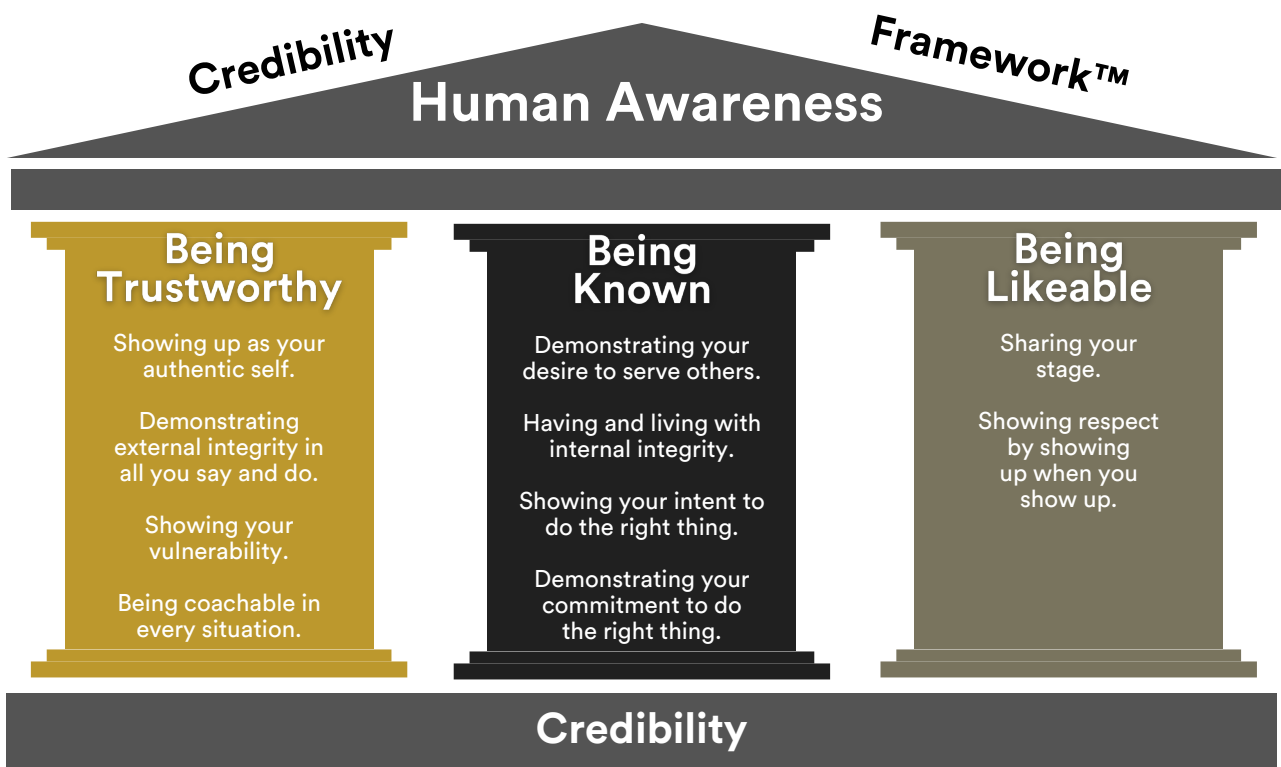 Credibility
Framework™
Human Awareness
Being
Trustworthy
Showing up as your
authentic self.
Demonstrating
external integrity in
all you say and do.
Showing your
vulnerability.
Being coachable in
every situation.
Being
Known
Demonstrating your
desire to serve others.
Having and living with
internal integrity.
Showing your intent to
do the right thing.
Demonstrating your
commitment to do
the right thing.
Being
Likeable
Sharing your
stage.
Showing respect
by showing
up when you
show up.
Credibility